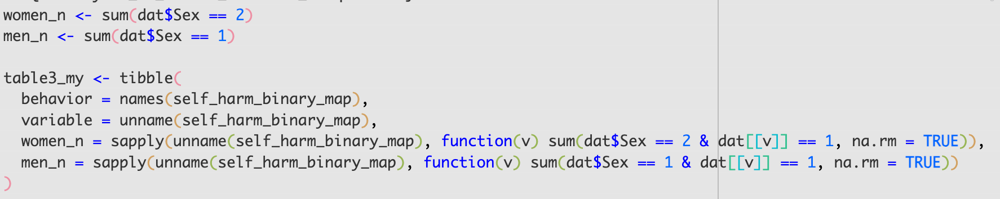 women_n <- sum(dat$Sex == 2)
men_n <- sum(dat$Sex == 1)
table3_my <- tibble(
  behavior = names(self_harm_binary_map),
  variable = unname(self_harm_binary_map),
  women_n = sapply(unname(self_harm_binary_map), function(v) sum(dat$Sex == 2 & dat[[v]] == 1, na.rm = TRUE)),
  men_n = sapply(unname(self_harm_binary_map), function(v) sum(dat$Sex == 1 & dat[[v]] == 1, na.rm = TRUE))
)